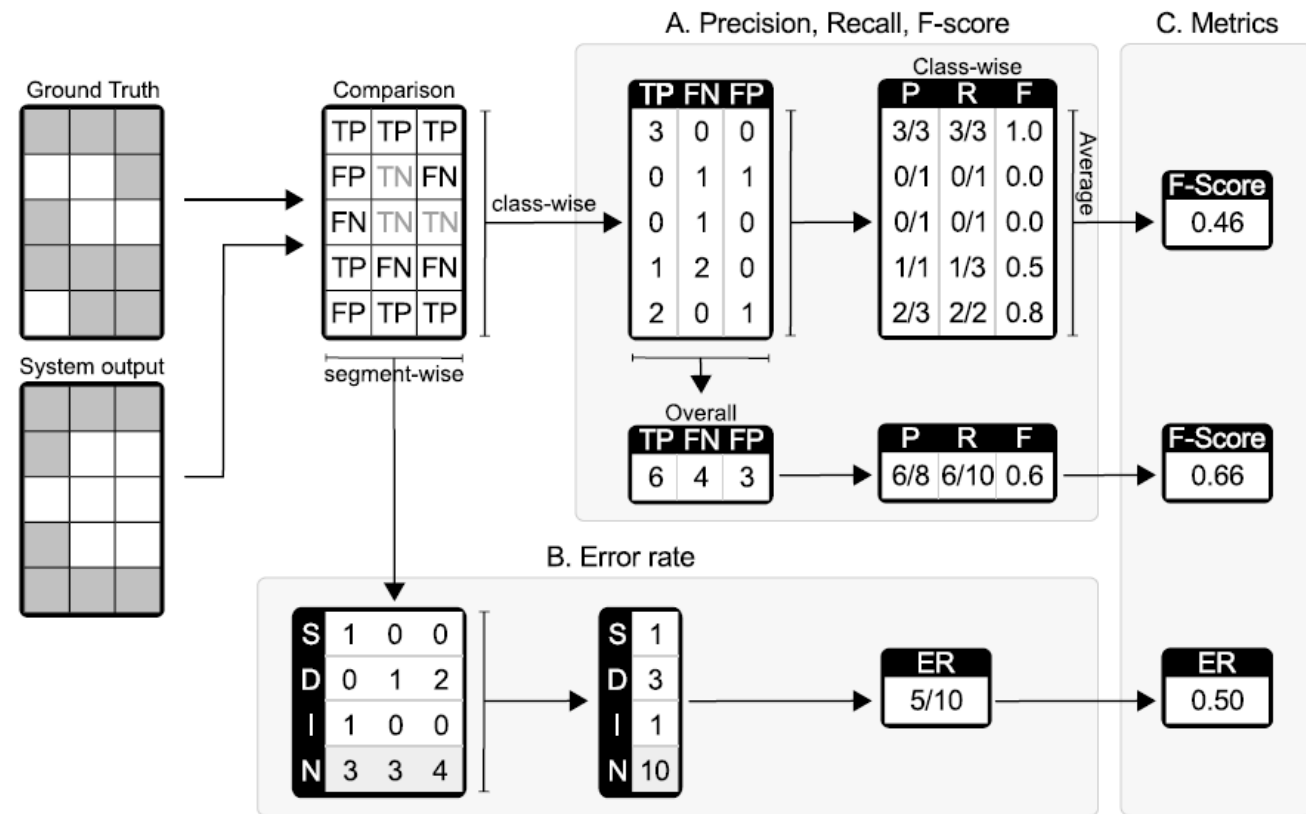 A. Precision, Recall, F-score
C. Metrics
Ground Truth
Comparison
TP TP TP
FP TN FN
FN TN TN
TP FN FN
FP TP TP
class-wise
segment-wise
TP FN FP
3 0 0
0 1 1
0 1 0
1 2 0
2 0 1
Class-wise
P R F
3/3 3/3 1.0
0/1 0/1 0.0
0/1 0/1 0.0
1/1 1/3 0.5
2/3 2/2 0.8
Average
F-Score
0.46
System output
Overall
TP FN FP
6 4 3
P R F
6/8 6/10 0.6
F-Score
0.66
B. Error rate
S 1 0 0
D 0 1 2
I 1 0 0
N 3 3 4
S 1
D 3
I 1
N 10
ER
5/10
ER
0.50